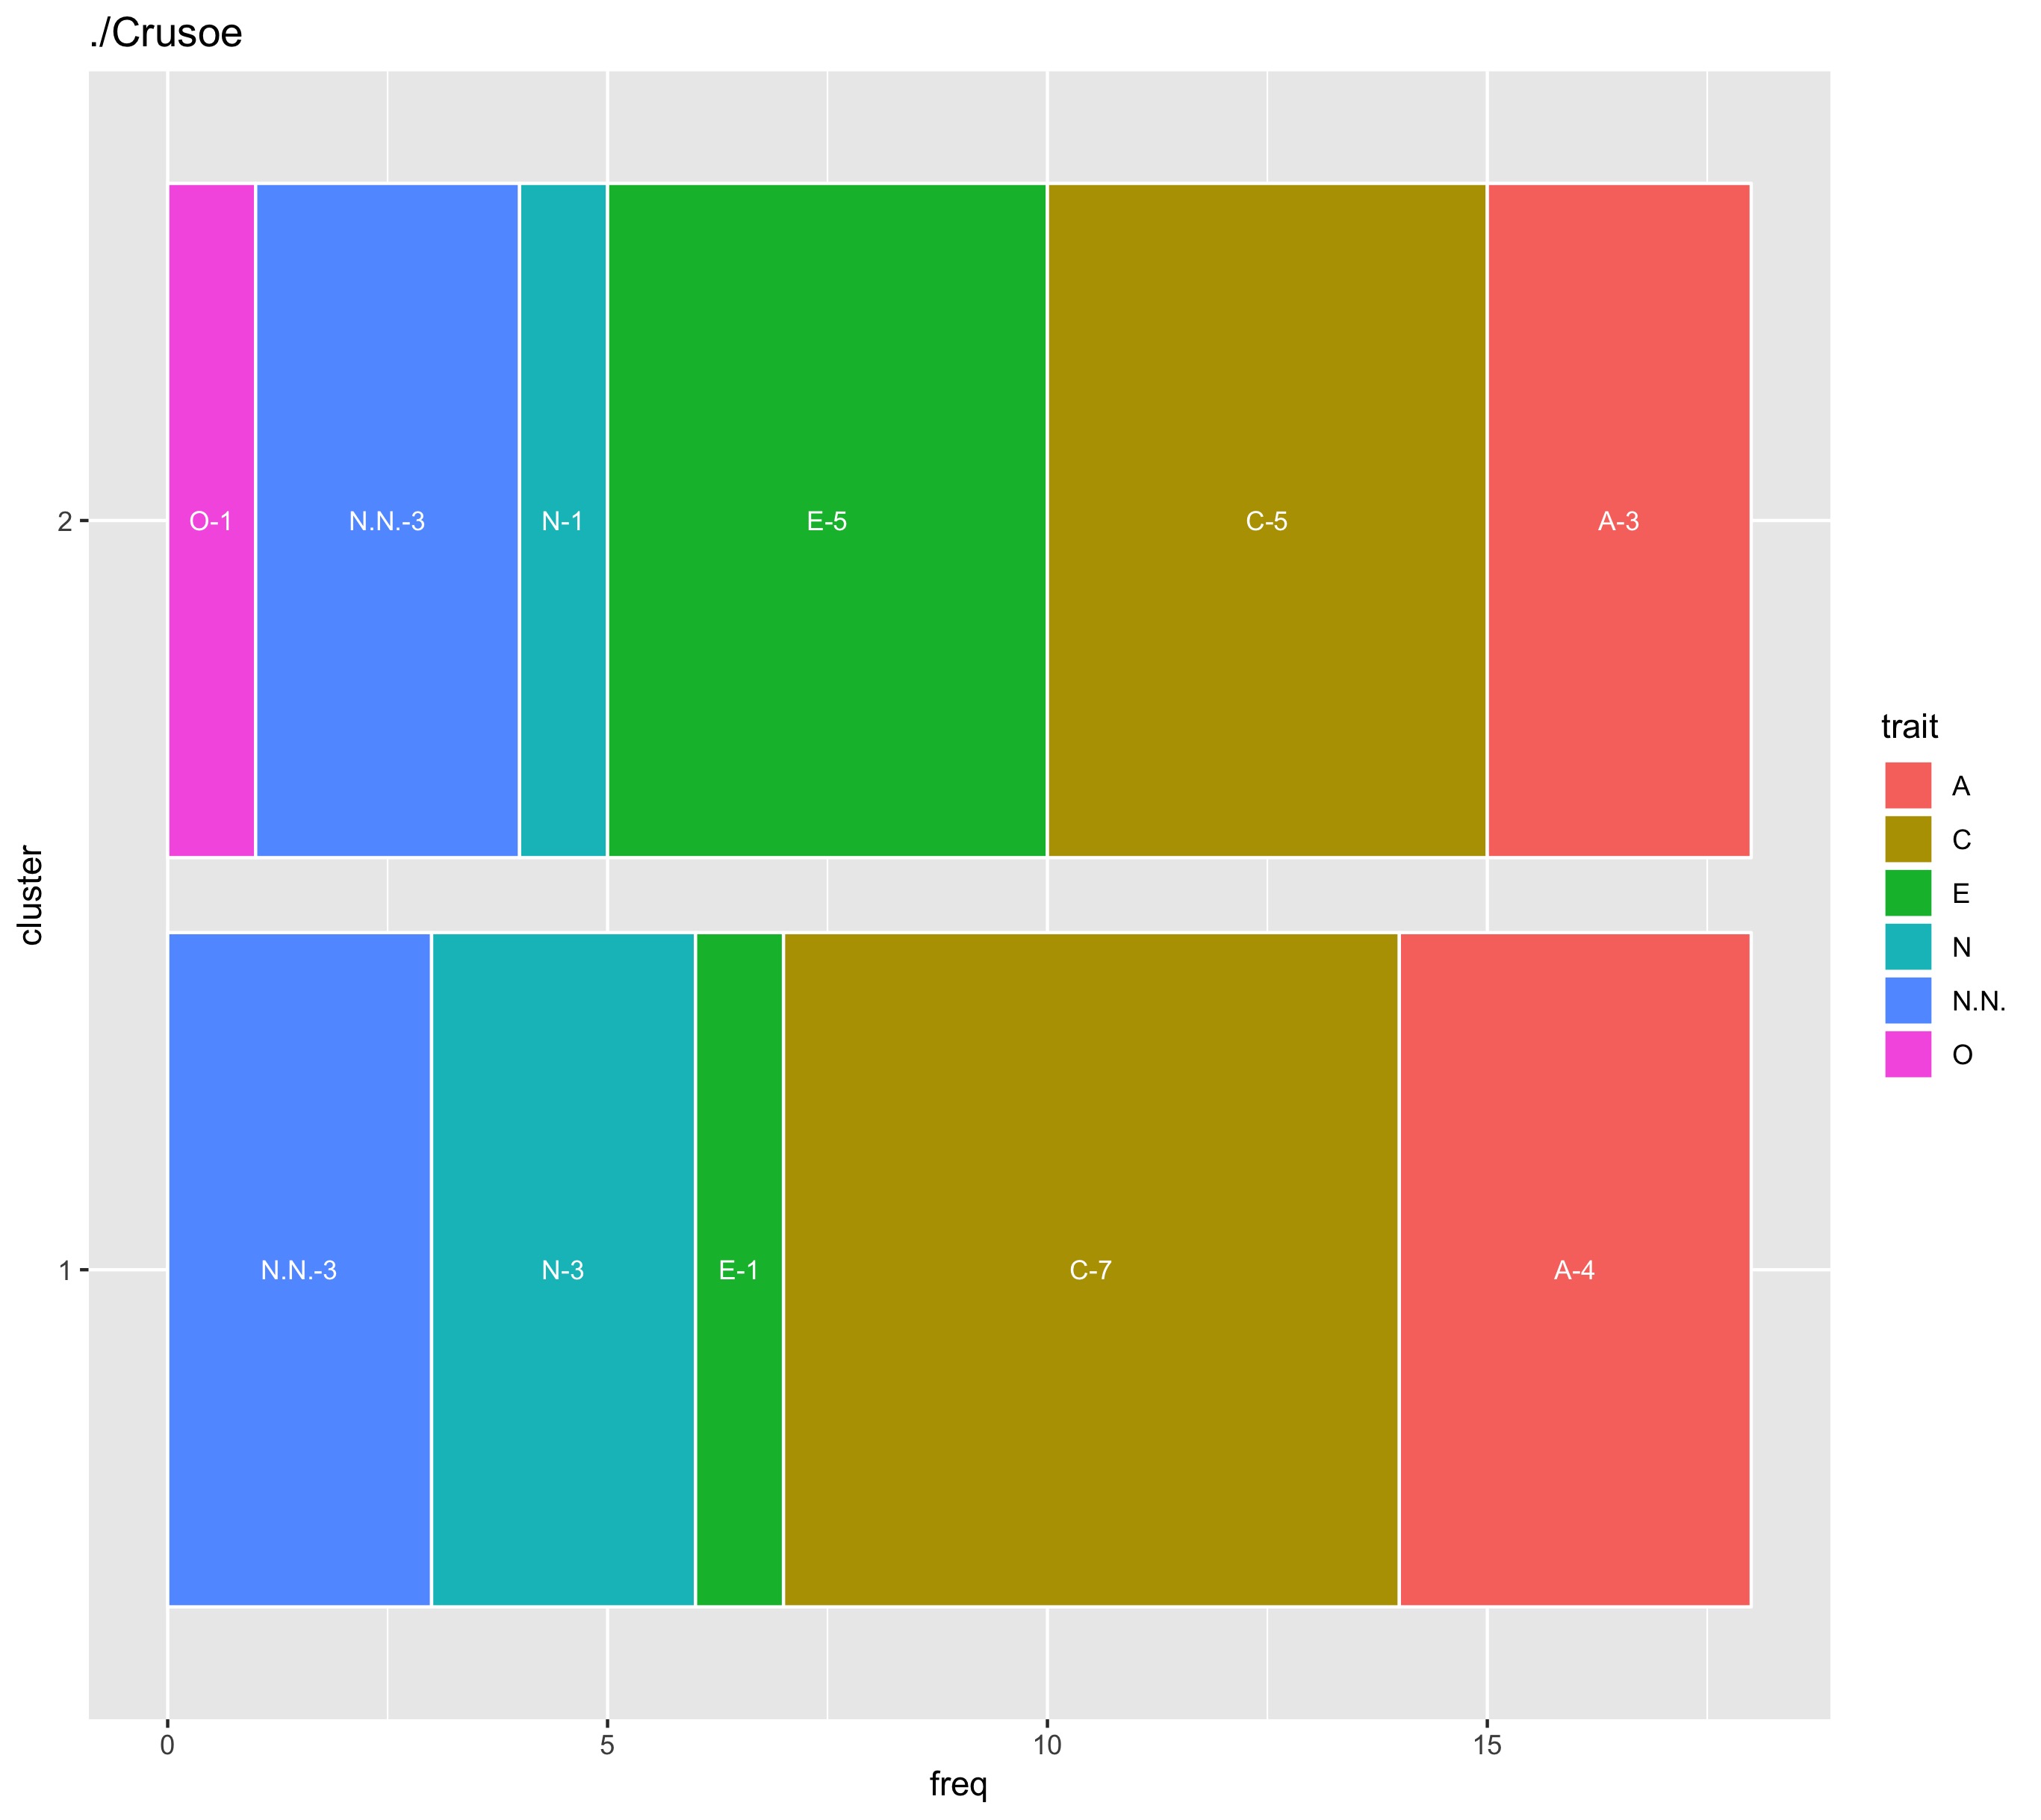 ./Crusoe
2
O-1 N.N.-3 N-1 E-5 C-5 A-3
cluster
1
N.N.-3 N-3 E-1 C-7 A-4
0 5 10 15
freq
trait
A
C
E
N
N.N.
O